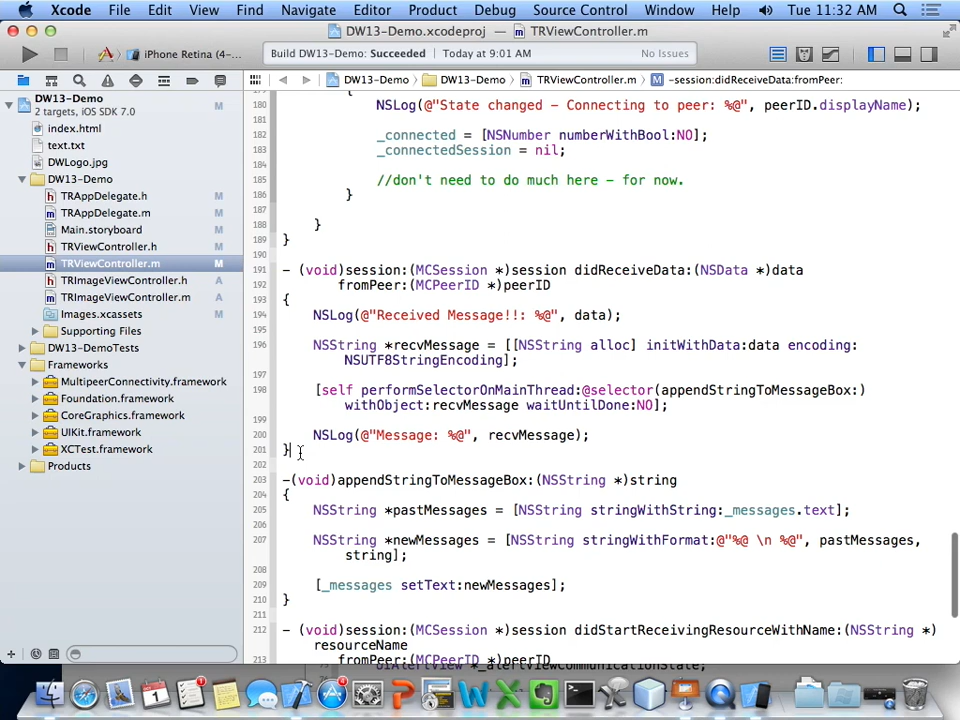 Xcode File Edit View Find Navigate Editor Product Debug Source Control Window Help Tue 11:32 AM
DW13-Demo.xcodeproj — TRViewController.m
iPhone Retina (4-...
Build DW13-Demo: Succeeded Today at 9:01 AM No Issues
DW13-Demo DW13-Demo TRViewController.m M -session:didReceiveData:fromPeer:
DW13-Demo M
2 targets, iOS SDK 7.0
index.html
text.txt
DWLogo.jpg
DW13-Demo
TRAppDelegate.h M
TRAppDelegate.m M
Main.storyboard M
TRViewController.h M
TRViewController.m M
TRImageViewController.h A
TRImageViewController.m A
Images.xcassets
Supporting Files
DW13-DemoTests
Frameworks
MultipeerConnectivity.framework
Foundation.framework
CoreGraphics.framework
UIKit.framework
XCTest.framework
Products
179 {
180 NSLog(@"State changed - Connecting to peer: %@", peerID.displayName);
181
182 _connected = [NSNumber numberWithBool:NO];
183 _connectedSession = nil;
184
185 //don't need to do much here - for now.
186 }
187
188 }
189 }
190
191 - (void)session:(MCSession *)session didReceiveData:(NSData *)data
192 fromPeer:(MCPeerID *)peerID
193 {
194 NSLog(@"Received Message!!: %@", data);
195
196 NSString *recvMessage = [[NSString alloc] initWithData:data encoding:
NSUTF8StringEncoding];
197
198 [self performSelectorOnMainThread:@selector(appendStringToMessageBox:)
withObject:recvMessage waitUntilDone:NO];
199
200 NSLog(@"Message: %@", recvMessage);
201 }
202
203 -(void)appendStringToMessageBox:(NSString *)string
204 {
205 NSString *pastMessages = [NSString stringWithString:_messages.text];
206
207 NSString *newMessages = [NSString stringWithFormat:@"%@ \n %@", pastMessages,
string];
208
209 [_messages setText:newMessages];
210 }
211
212 - (void)session:(MCSession *)session didStartReceivingResourceWithName:(NSString *)
resourceName
213 fromPeer:(MCPeerID *)peerID
UIAlertView *_alertViewCommunicationState;